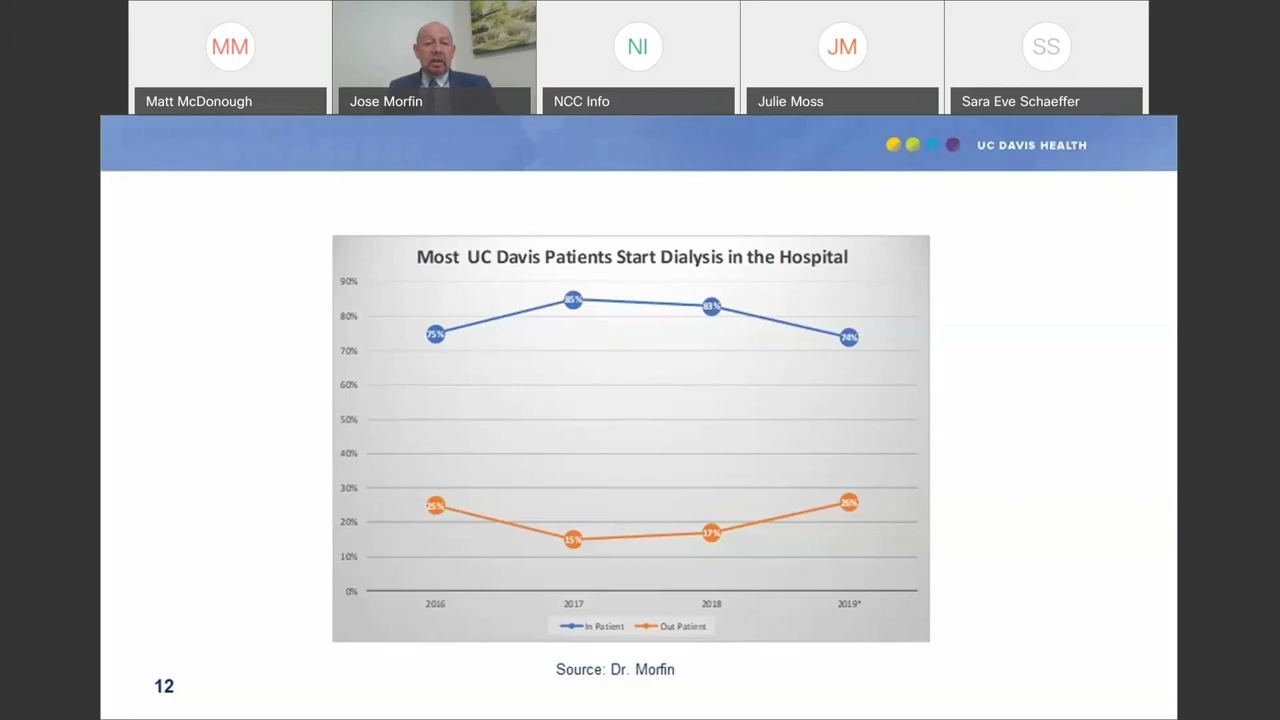 MM
NI
JM
SS
Matt McDonough
Jose Morfin
NCC Info
Julie Moss
Sara Eve Schaeffer
UC DAVIS HEALTH
Most UC Davis Patients Start Dialysis in the Hospital
90%
85%
83%
80%
75%
74%
70%
60%
50%
40%
30%
25%
26%
20%
15%
17%
10%
0%
2016
2017
2018
2019*
In Patient
Out Patient
Source: Dr. Morfin
12